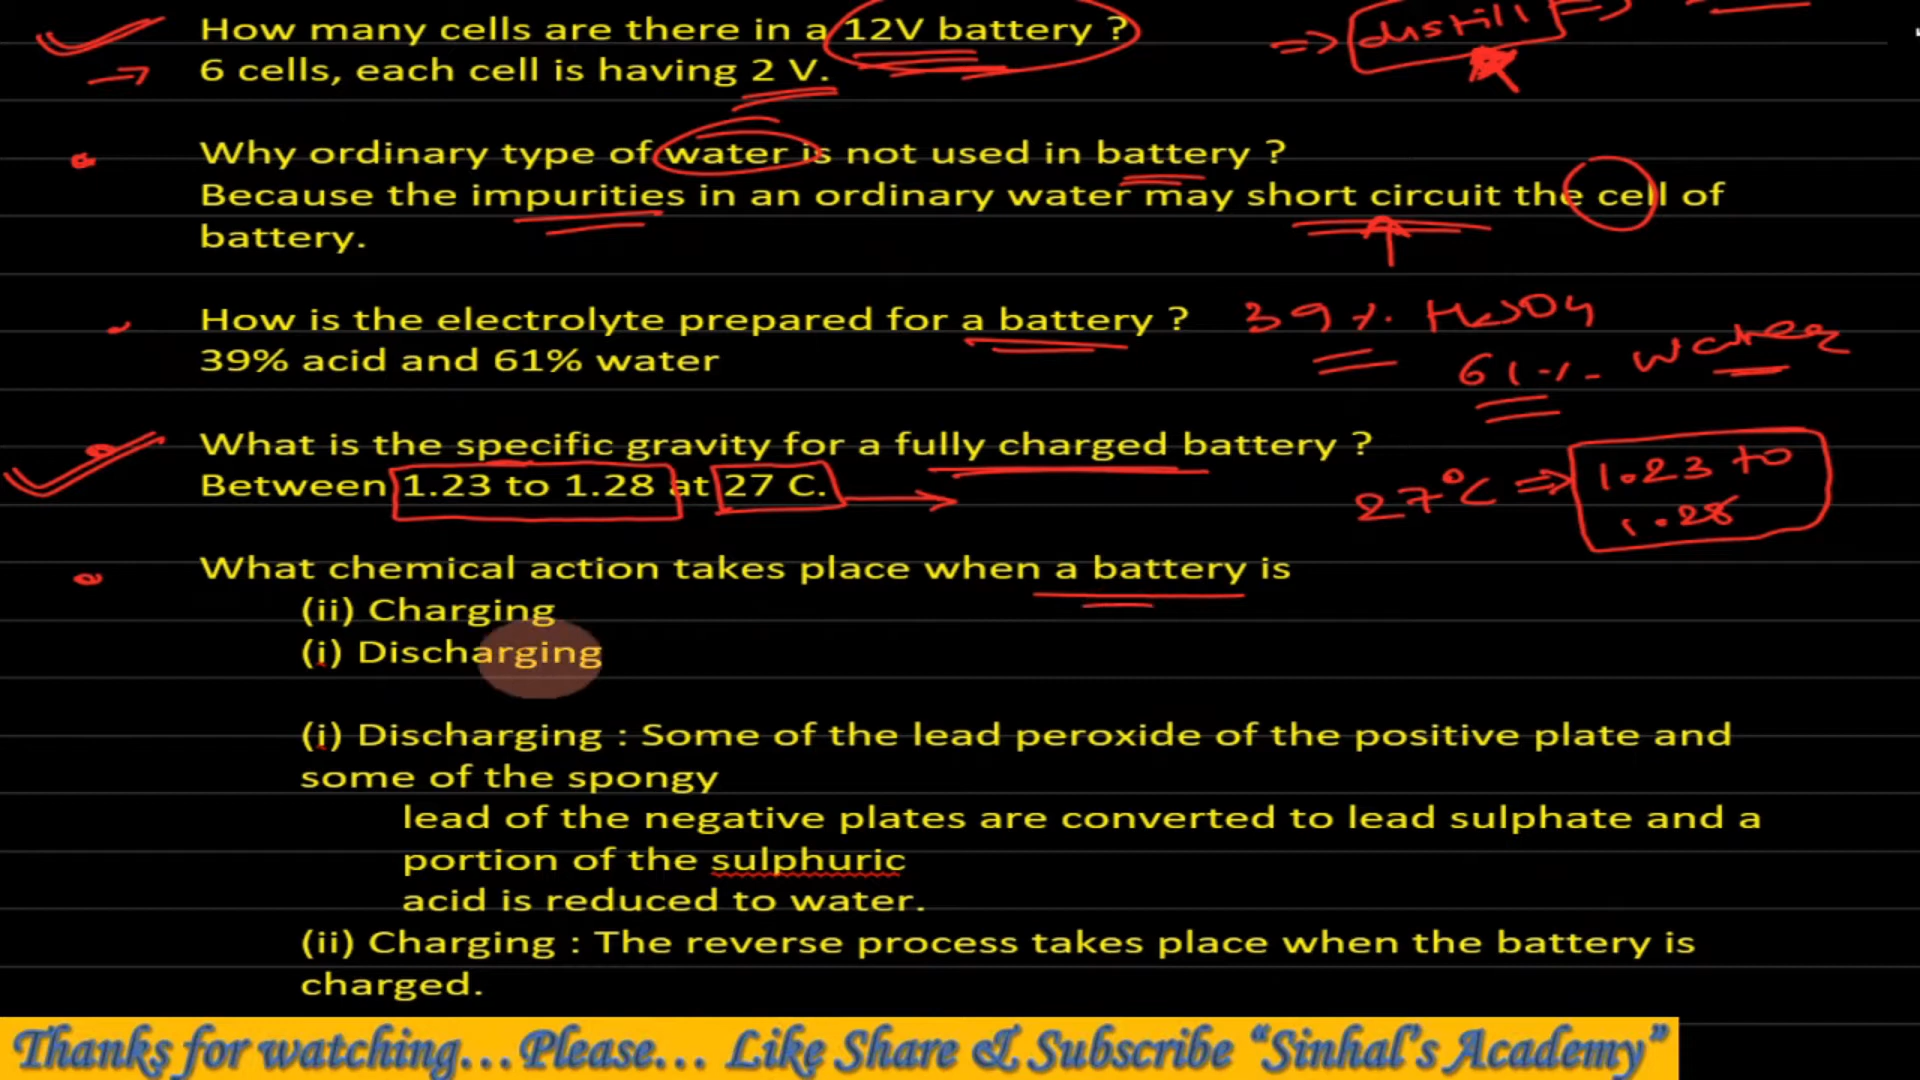 How many cells are there in a 12V battery ?
⇒ distill ⇒
6 cells, each cell is having 2 V.
Why ordinary type of water is not used in battery ?
Because the impurities in an ordinary water may short circuit the cell of
battery.
How is the electrolyte prepared for a battery ? 39 %. H2SO4
39% acid and 61% water 61 %. water
What is the specific gravity for a fully charged battery ?
Between 1.23 to 1.28 at 27 C. 27°C ⇒ 1.23 to
1.28
What chemical action takes place when a battery is
(ii) Charging
(i) Discharging
(i) Discharging : Some of the lead peroxide of the positive plate and
some of the spongy
lead of the negative plates are converted to lead sulphate and a
portion of the sulphuric
acid is reduced to water.
(ii) Charging : The reverse process takes place when the battery is
charged.
Thanks for watching...Please... Like Share & Subscribe “Sinhal’s Academy”